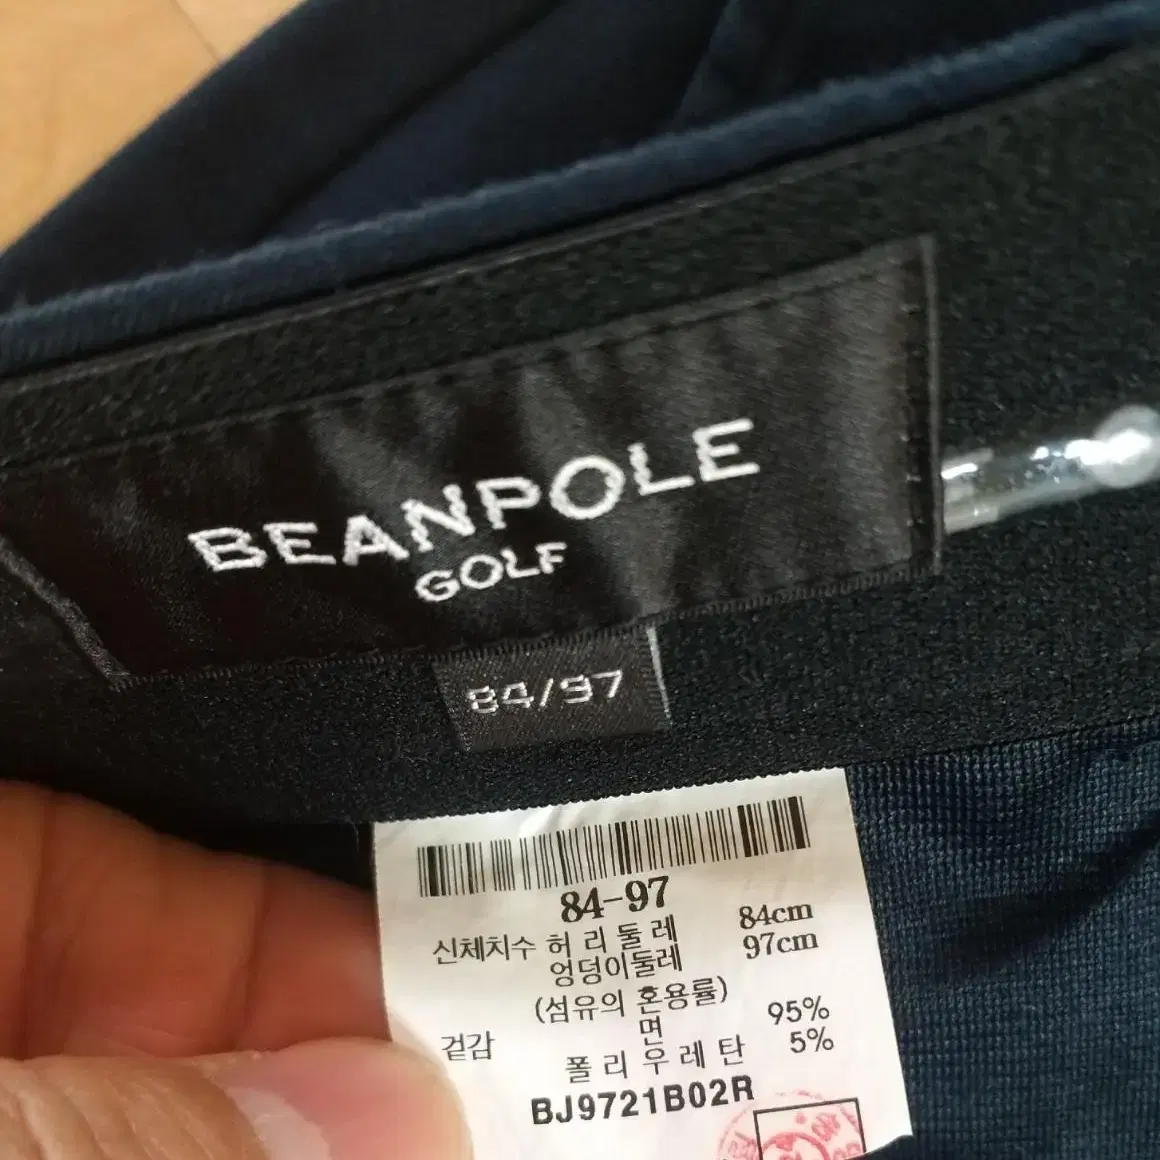 BEANPOLE
GOLF
84/97
84-97
신체치수 허리둘레 84cm
엉덩이둘레 97cm
(섬유의 혼용률)
겉감 면 95%
폴리우레탄 5%
BJ9721B02R